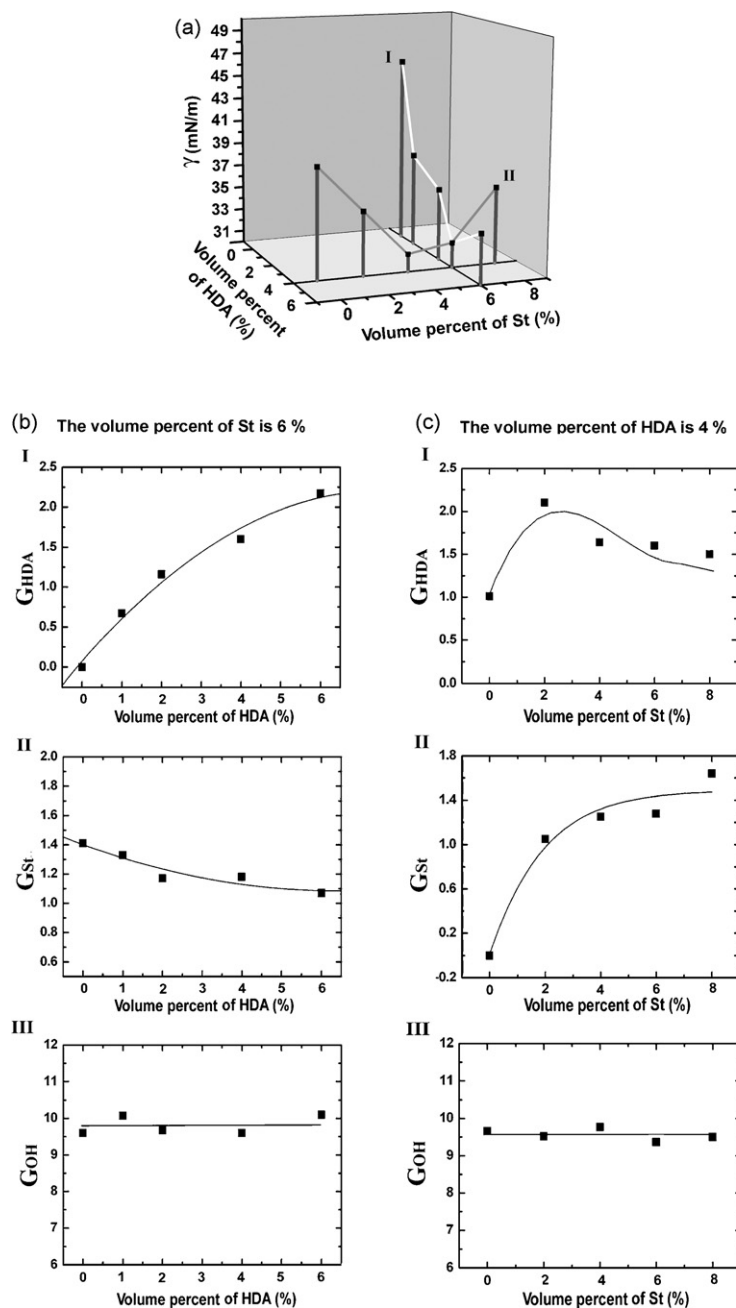 (a)
49
47
45
43
41
39
37
35
33
31
γ (mN/m)
I
II
0
2
4
6
Volume percent
of HDA (%)
0
2
4
6
8
Volume percent of St (%)
(b) The volume percent of St is 6 %
I
2.5
2.0
1.5
1.0
0.5
0.0
GHDA
0 1 2 3 4 5 6
Volume percent of HDA (%)
II
2.0
1.8
1.6
1.4
1.2
1.0
0.8
0.6
GSt
0 1 2 3 4 5 6
Volume percent of HDA (%)
III
12
11
10
9
8
7
6
GOH
0 1 2 3 4 5 6
Volume percent of HDA (%)
(c) The volume percent of HDA is 4 %
I
2.5
2.0
1.5
1.0
0.5
0.0
GHDA
0 2 4 6 8
Volume percent of St (%)
II
1.8
1.4
1.0
0.6
0.2
-0.2
GSt
0 2 4 6 8
Volume percent of St (%)
III
12
11
10
9
8
7
6
GOH
0 2 4 6 8
Volume percent of St (%)